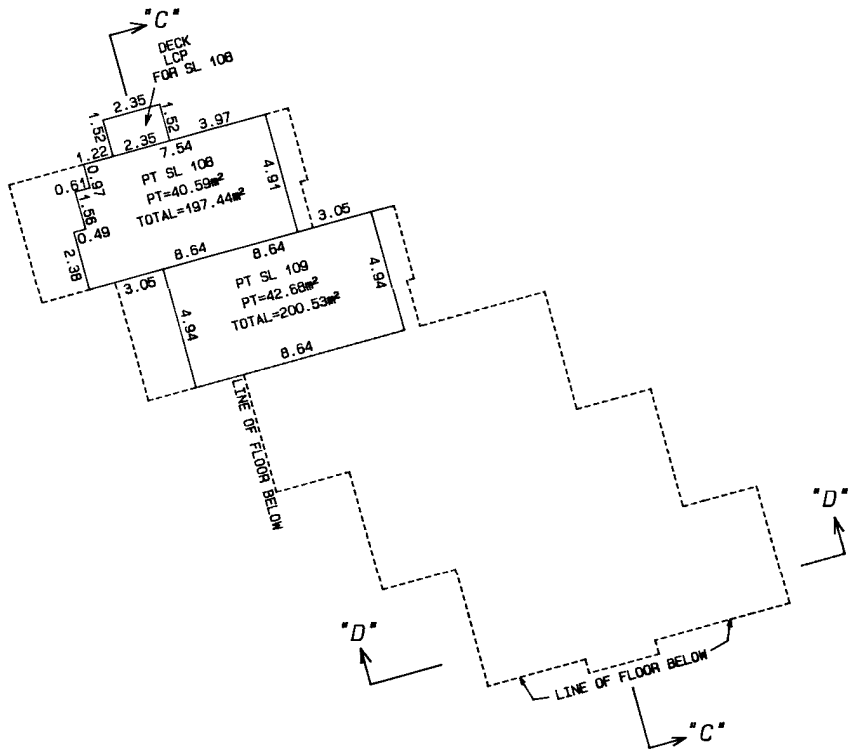 "C"
DECK
LCP
FOR SL 108
2.35
1.52
1.52
3.97
1.22
2.35
7.54
0.61
0.97
PT SL 108
PT=40.59m²
TOTAL=197.44m²
4.91
1.56
0.49
2.38
8.64
8.64
3.05
3.05
PT SL 109
PT=42.68m²
TOTAL=200.53m²
4.94
4.94
8.64
LINE OF FLOOR BELOW
"D"
"D"
LINE OF FLOOR BELOW
"C"